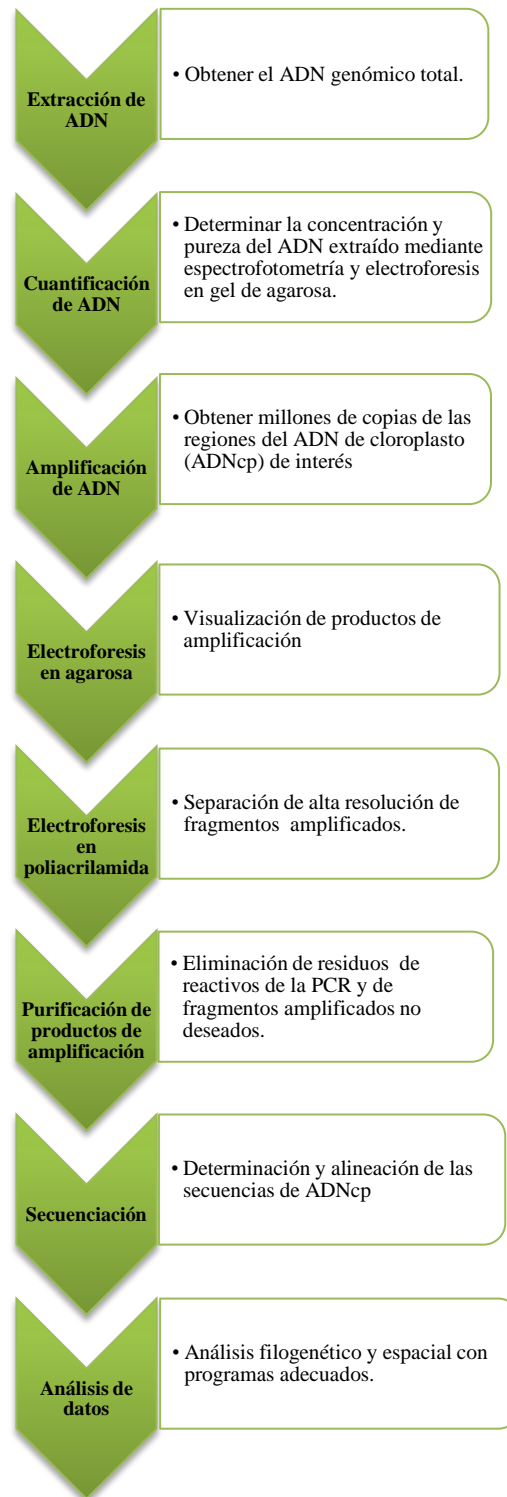 Extracción de
ADN
• Obtener el ADN genómico total.
Cuantificación
de ADN
• Determinar la concentración y
pureza del ADN extraído mediante
espectrofotometría y electroforesis
en gel de agarosa.
Amplificación
de ADN
• Obtener millones de copias de las
regiones del ADN de cloroplasto
(ADNcp) de interés
Electroforesis
en agarosa
• Visualización de productos de
amplificación
Electroforesis
en
poliacrilamida
• Separación de alta resolución de
fragmentos amplificados.
Purificación de
productos de
amplificación
• Eliminación de residuos de
reactivos de la PCR y de
fragmentos amplificados no
deseados.
Secuenciación
• Determinación y alineación de las
secuencias de ADNcp
Análisis de
datos
• Análisis filogenético y espacial con
programas adecuados.